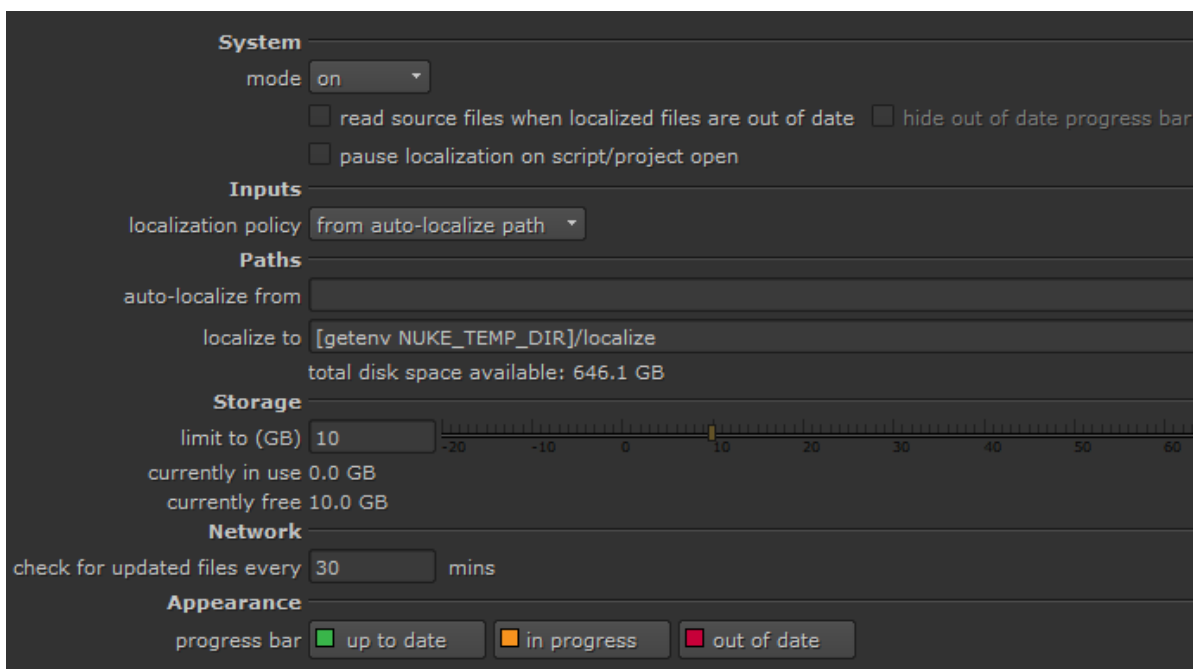 System
mode on
read source files when localized files are out of date hide out of date progress bar
pause localization on script/project open
Inputs
localization policy from auto-localize path
Paths
auto-localize from
localize to [getenv NUKE_TEMP_DIR]/localize
total disk space available: 646.1 GB
Storage
limit to (GB) 10
-20 -10 0 10 20 30 40 50 60
currently in use 0.0 GB
currently free 10.0 GB
Network
check for updated files every 30 mins
Appearance
progress bar up to date in progress out of date